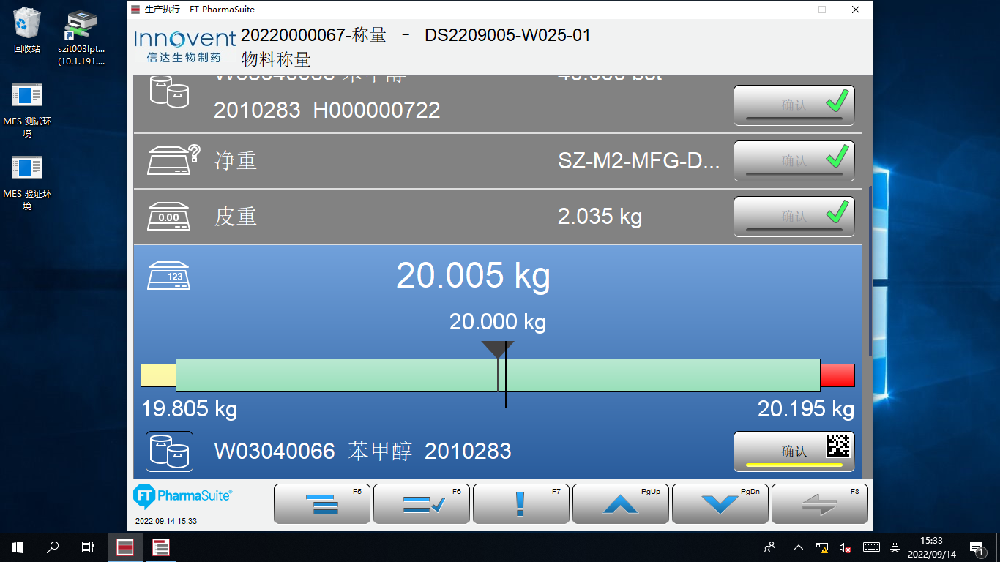 回收站
szit003lpt...
(10.1.191....
MES 测试环
境
MES 验证环
境
生产执行 - FT PharmaSuite
Innovent
信达生物制药
20220000067-称量 - DS2209005-W025-01
物料称量
苯甲醇
2010283 H000000722
确认
净重
SZ-M2-MFG-D...
确认
0.00
皮重
2.035 kg
确认
123
20.005 kg
20.000 kg
19.805 kg
20.195 kg
W03040066 苯甲醇 2010283
确认
FT PharmaSuite®
2022.09.14 15:33
F5
F6
F7
PgUp
PgDn
F8
英
15:33
2022/09/14
1